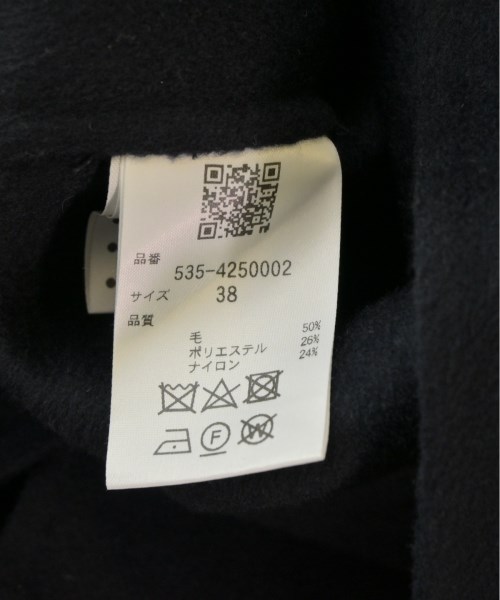 品番 535-4250002
サイズ 38
品質
毛 50%
ポリエステル 26%
ナイロン 24%
F W